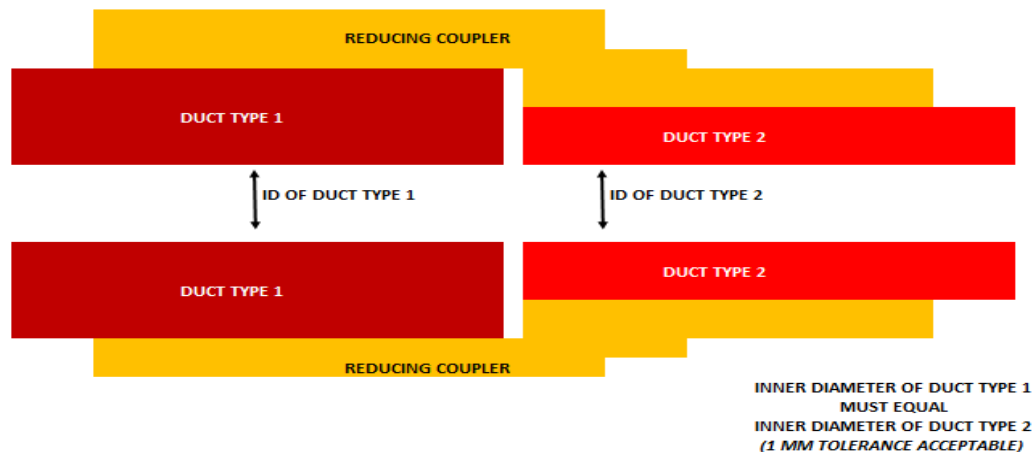 REDUCING COUPLER
DUCT TYPE 1
DUCT TYPE 2
ID OF DUCT TYPE 1
ID OF DUCT TYPE 2
DUCT TYPE 1
DUCT TYPE 2
REDUCING COUPLER
INNER DIAMETER OF DUCT TYPE 1
MUST EQUAL
INNER DIAMETER OF DUCT TYPE 2
(1 MM TOLERANCE ACCEPTABLE)